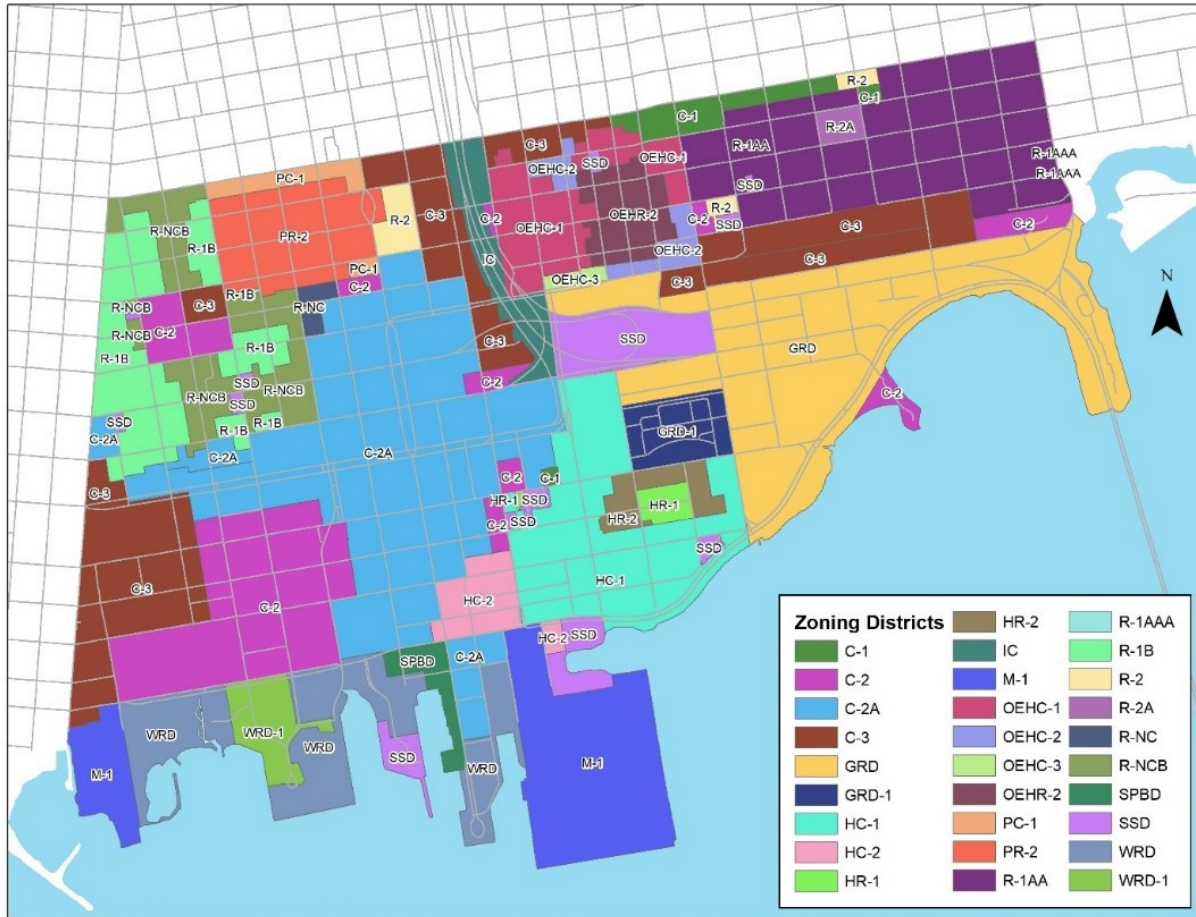 R-2
C-1
C-1
R-2A
C-3
SSD
OEHC-1
OEHC-2
R-1AA
R-1AAA
R-1AAA
PC-1
SSD
R-2
C-2
R-2
SSD
C-2
R-NCB
R-1B
PR-2
R-2
C-3
C-2
OEHC-1
OEHR-2
OEHC-2
C-3
C-3
IC
PC-1
C-2
OEHC-3
C-3
N
R-NCB
C-3
R-1B
R-NC
R-NCB
C-2
R-1B
R-1B
C-3
SSD
GRD
SSD
R-NCB
R-NCB
SSD
C-2
C-2
SSD
R-1B
R-1B
C-2A
C-2A
C-2A
GRD-1
C-3
C-2
C-1
HR-1
SSD
C-2
SSD
HR-2
HR-1
SSD
C-3
C-2
HC-2
HC-1
HC-2
SSD
SPBD
C-2A
WRD
WRD-1
WRD
SSD
WRD
M-1
M-1
Zoning Districts
C-1
C-2
C-2A
C-3
GRD
GRD-1
HC-1
HC-2
HR-1
HR-2
IC
M-1
OEHC-1
OEHC-2
OEHC-3
OEHR-2
PC-1
PR-2
R-1AA
R-1AAA
R-1B
R-2
R-2A
R-NC
R-NCB
SPBD
SSD
WRD
WRD-1